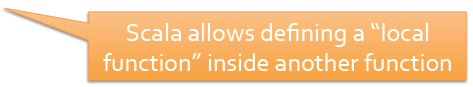 Scala allows defining a “local
function” inside another function